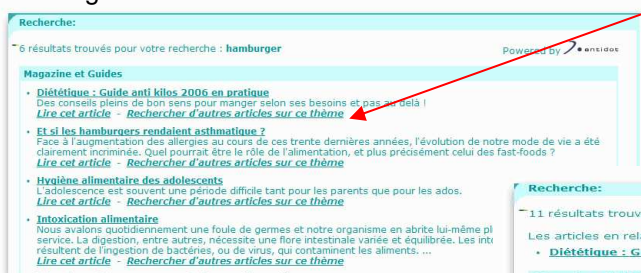 Recherche:
6 résultats trouvés pour votre recherche : hamburger
Powered by antidot
Magazine et Guides
Diététique : Guide anti kilos 2006 en pratique
Des conseils pleins de bon sens pour manger selon ses besoins et pas au delà !
Lire cet article - Rechercher d'autres articles sur ce thème
Et si les hamburgers rendaient asthmatique ?
Face à l'augmentation des allergies au cours de ces trente dernières années, l'évolution de notre mode de vie a été
clairement incriminée. Quel pourrait être le rôle de l'alimentation, et plus précisément celui des fast-foods ?
Lire cet article - Rechercher d'autres articles sur ce thème
Hygiène alimentaire des adolescents
L'adolescence est souvent une période difficile tant pour les parents que pour les ados.
Lire cet article - Rechercher d'autres articles sur ce thème
Intoxication alimentaire
Nous avalons quotidiennement une foule de germes et notre organisme en abrite lui-même pl
service. La digestion, entre autres, nécessite une flore intestinale variée et équilibrée. Les into
résultent de l'ingestion de bactéries, ou de virus, qui contaminent les aliments. ...
Lire cet article - Rechercher d'autres articles sur ce thème
Recherche:
11 résultats trouv
Les articles en rela
Diététique : G